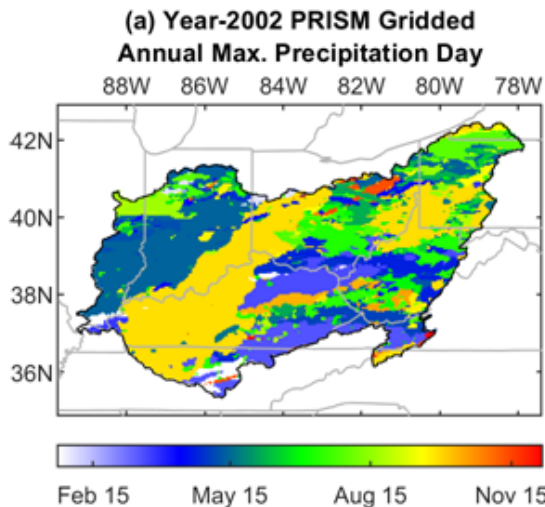 (a) Year-2002 PRISM Gridded
Annual Max. Precipitation Day
88W 86W 84W 82W 80W 78W
42N
40N
38N
36N
Feb 15 May 15 Aug 15 Nov 15